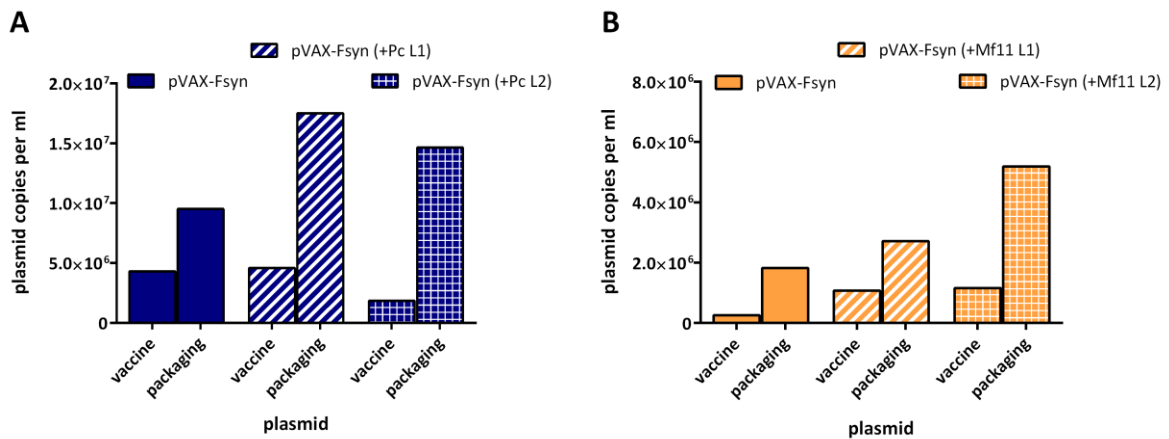 A
pVAX-Fsyn (+Pc L1)
pVAX-Fsyn
pVAX-Fsyn (+Pc L2)
plasmid copies per ml
2.0×10⁷
1.5×10⁷
1.0×10⁷
5.0×10⁶
0
vaccine
packaging
vaccine
packaging
vaccine
packaging
plasmid
B
pVAX-Fsyn (+Mf11 L1)
pVAX-Fsyn
pVAX-Fsyn (+Mf11 L2)
plasmid copies per ml
8.0×10⁶
6.0×10⁶
4.0×10⁶
2.0×10⁶
0
vaccine
packaging
vaccine
packaging
vaccine
packaging
plasmid